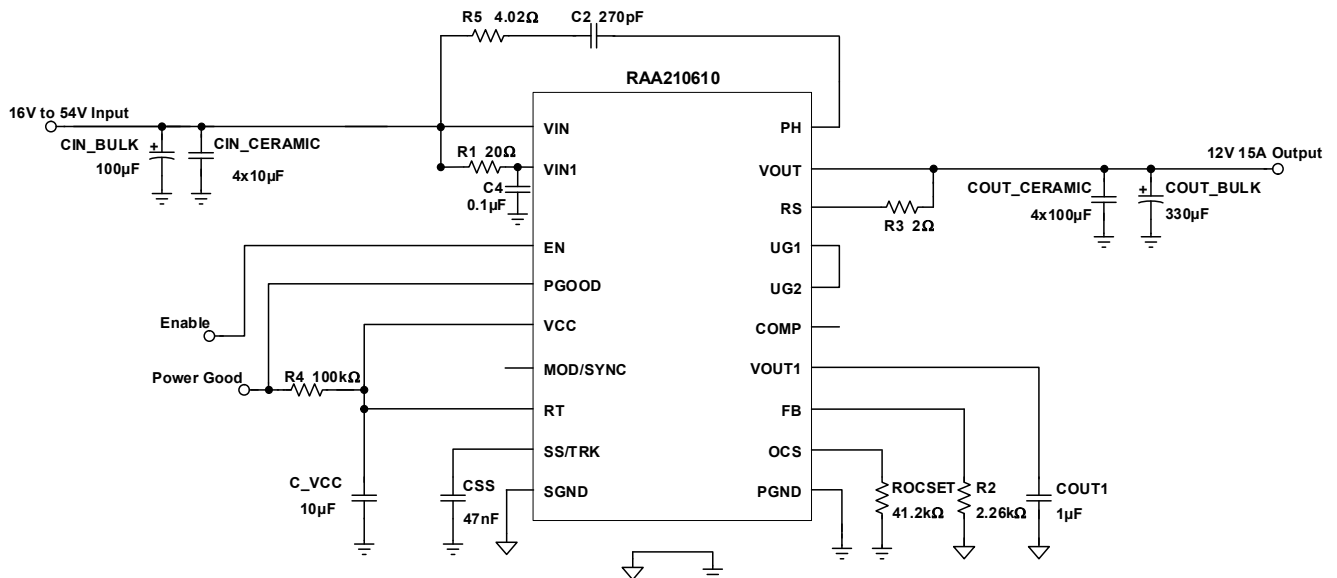 R5 4.02Ω
C2 270pF
RAA210610
16V to 54V Input
VIN
PH
CIN_BULK
+
100µF
CIN_CERAMIC
4x10µF
R1 20Ω
VIN1
C4
0.1µF
VOUT
12V 15A Output
COUT_CERAMIC
4x100µF
+
COUT_BULK
330µF
RS
R3 2Ω
EN
UG1
PGOOD
UG2
Enable
VCC
COMP
Power Good
R4 100kΩ
MOD/SYNC
VOUT1
RT
FB
SS/TRK
OCS
C_VCC
10µF
CSS
47nF
SGND
PGND
ROCSET
41.2kΩ
R2
2.26kΩ
COUT1
1µF